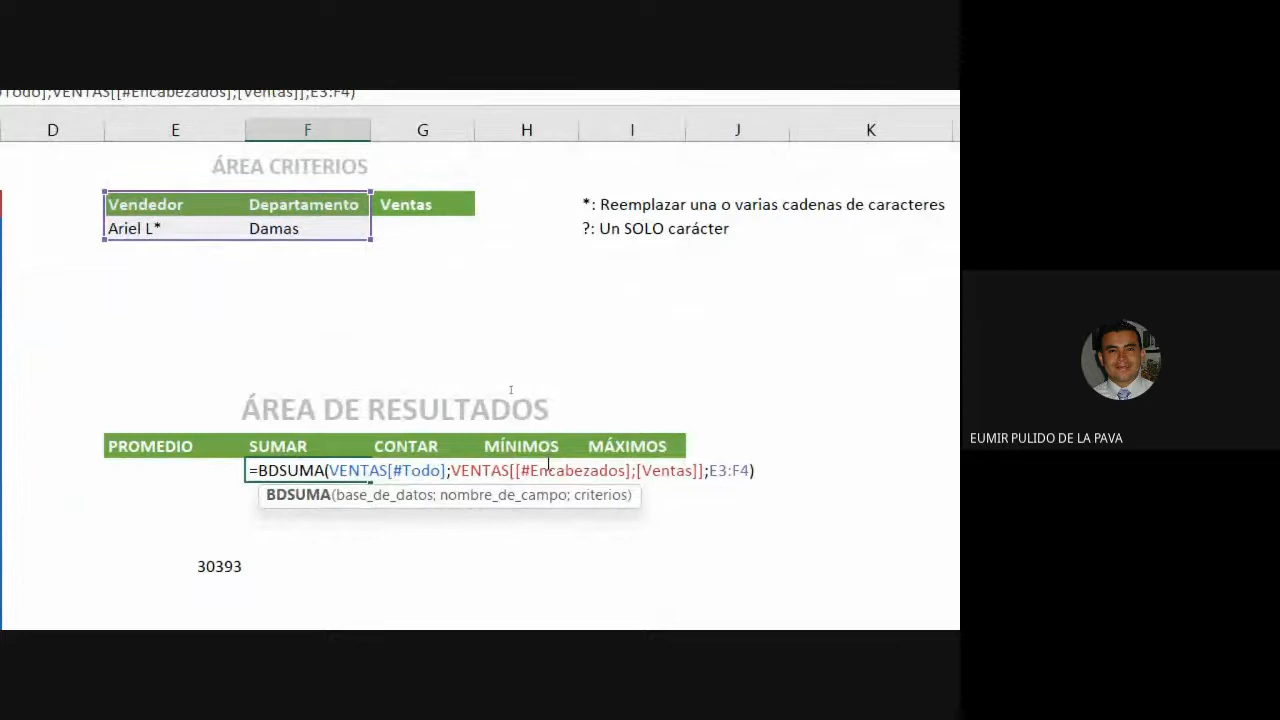 Todo];VENTAS[[#Encabezados];[Ventas]];E3:F4)
D E F G H I J K
ÁREA CRITERIOS
Vendedor Departamento Ventas
*: Reemplazar una o varias cadenas de caracteres
Ariel L* Damas
?: Un SOLO carácter
ÁREA DE RESULTADOS
PROMEDIO SUMAR CONTAR MÍNIMOS MÁXIMOS
=BDSUMA(VENTAS[#Todo];VENTAS[[#Encabezados];[Ventas]];E3:F4)
BDSUMA(base_de_datos; nombre_de_campo; criterios)
30393
EUMIR PULIDO DE LA PAVA